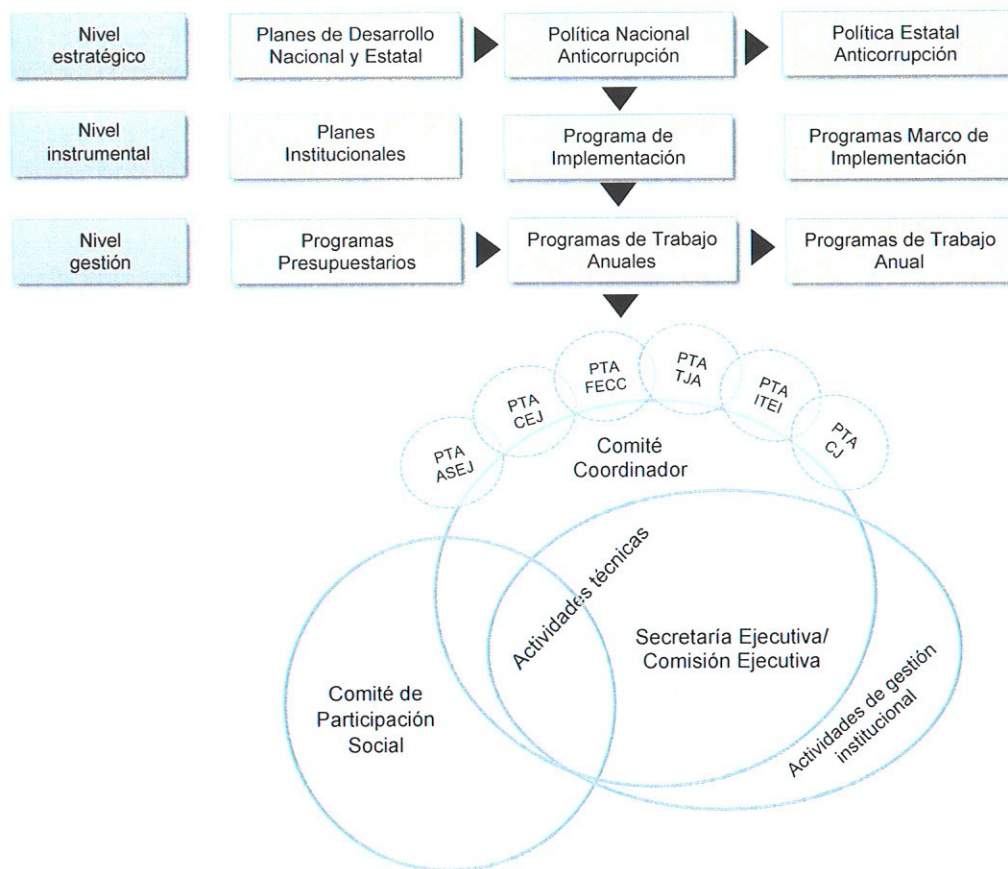 Nivel
estratégico
Planes de Desarrollo
Nacional y Estatal
Política Nacional
Anticorrupción
Política Estatal
Anticorrupción
Nivel
instrumental
Planes
Institucionales
Programa de
Implementación
Programas Marco de
Implementación
Nivel
gestión
Programas
Presupuestarios
Programas de Trabajo
Anuales
Programas de Trabajo
Anual
PTA
ASEJ
PTA
CEJ
PTA
FECC
PTA
TJA
PTA
ITEI
PTA
CJ
Comité
Coordinador
Actividades técnicas
Secretaría Ejecutiva/
Comisión Ejecutiva
Comité de
Participación
Social
Actividades de gestión
institucional